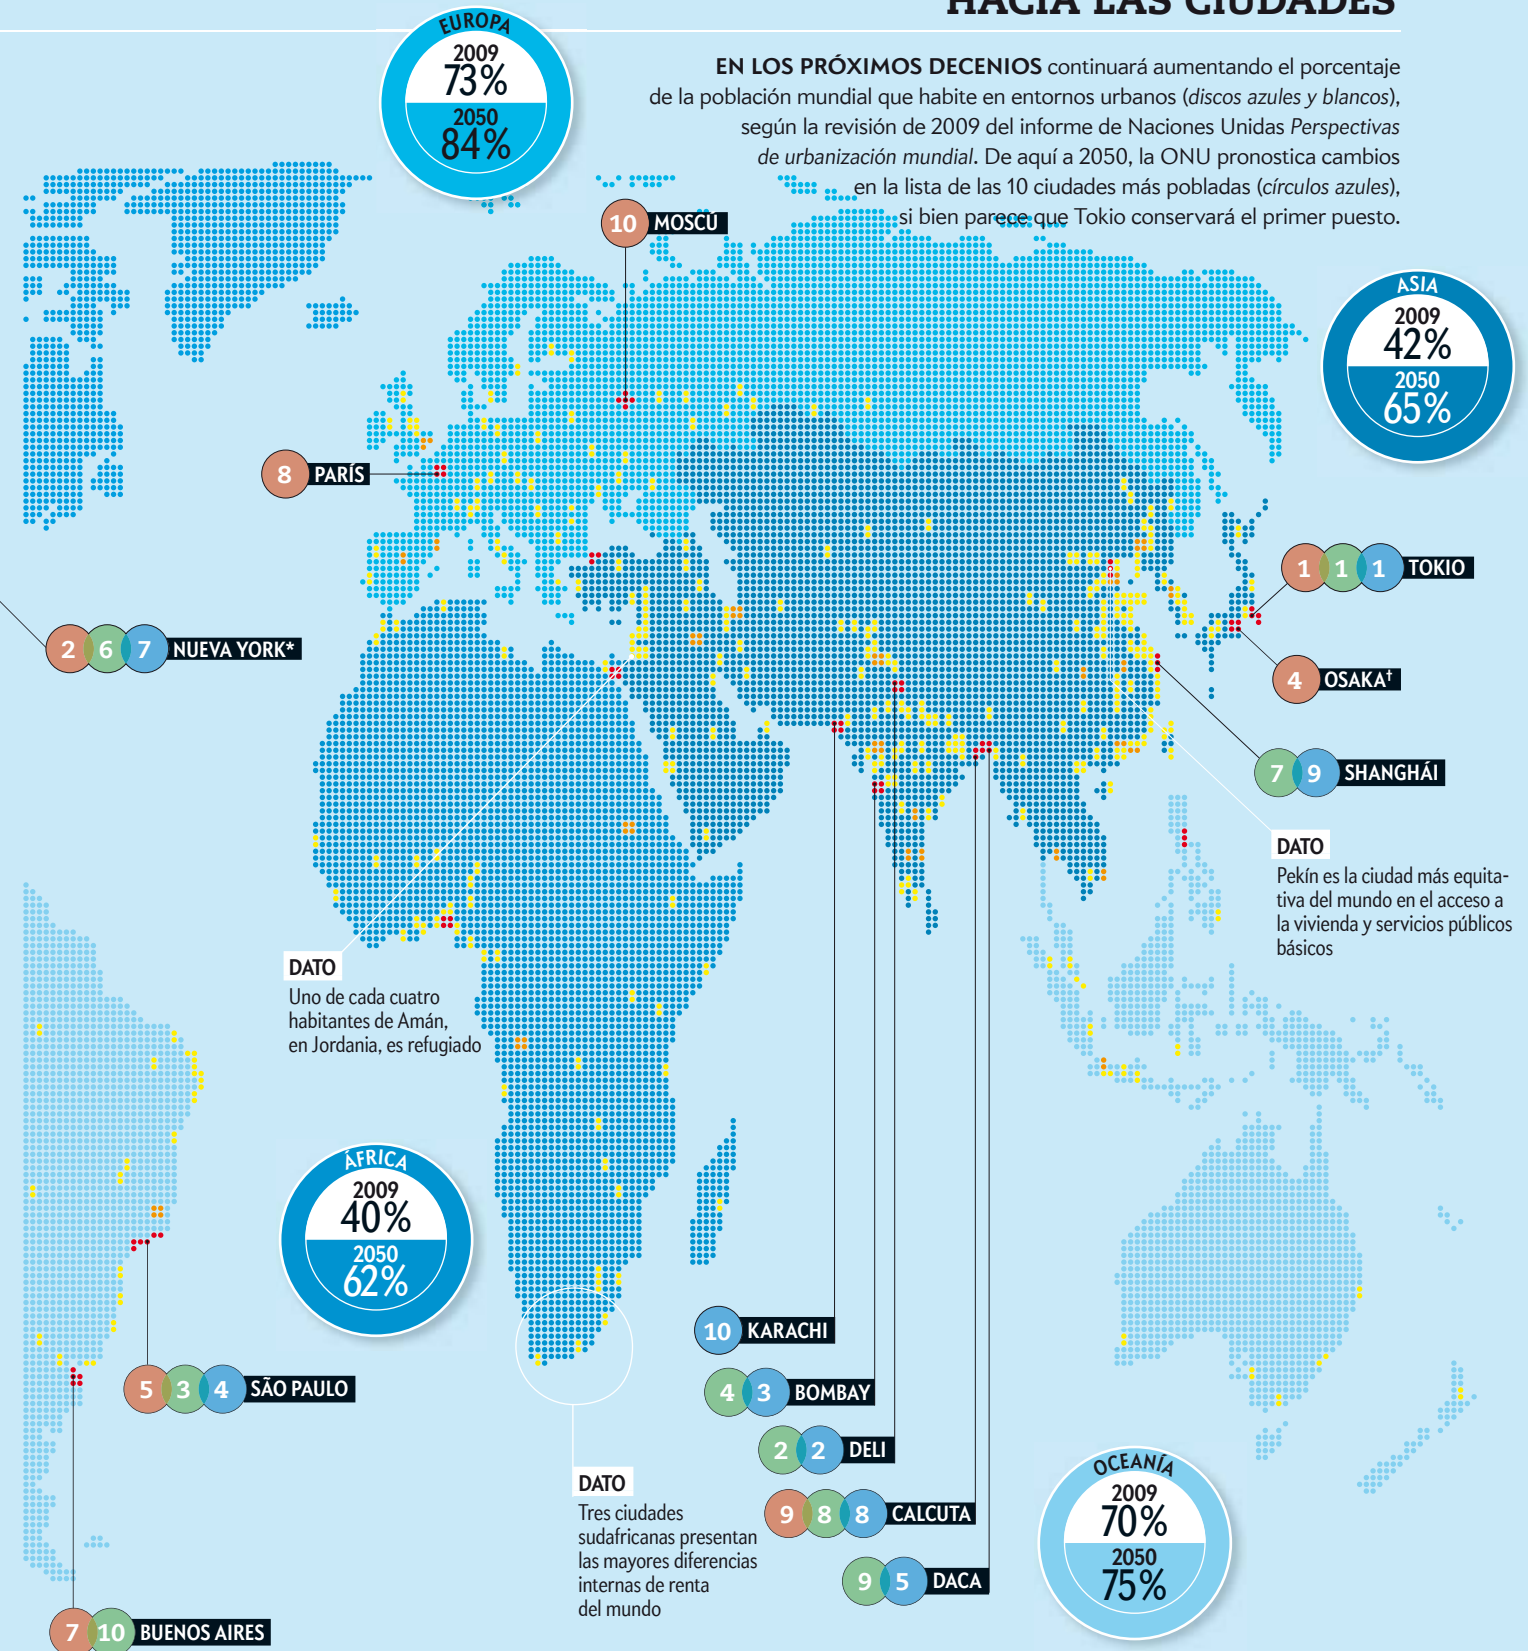 HACIA LAS CIUDADES
EN LOS PRÓXIMOS DECENIOS continuará aumentando el porcentaje
de la población mundial que habite en entornos urbanos (discos azules y blancos),
según la revisión de 2009 del informe de Naciones Unidas Perspectivas
de urbanización mundial. De aquí a 2050, la ONU pronostica cambios
en la lista de las 10 ciudades más pobladas (círculos azules),
si bien parece que Tokio conservará el primer puesto.
EUROPA
2009
73%
2050
84%
10 MOSCÚ
ASIA
2009
42%
2050
65%
8 PARÍS
1 1 1 TOKIO
2 6 7 NUEVA YORK*
4 OSAKA†
7 9 SHANGHÁI
DATO
Pekín es la ciudad más equita-
tiva del mundo en el acceso a
la vivienda y servicios públicos
básicos
DATO
Uno de cada cuatro
habitantes de Amán,
en Jordania, es refugiado
ÁFRICA
2009
40%
2050
62%
10 KARACHI
5 3 4 SÃO PAULO
4 3 BOMBAY
2 2 DELI
DATO
Tres ciudades
sudafricanas presentan
las mayores diferencias
internas de renta
del mundo
9 8 8 CALCUTA
9 5 DACA
OCEANÍA
2009
70%
2050
75%
7 10 BUENOS AIRES